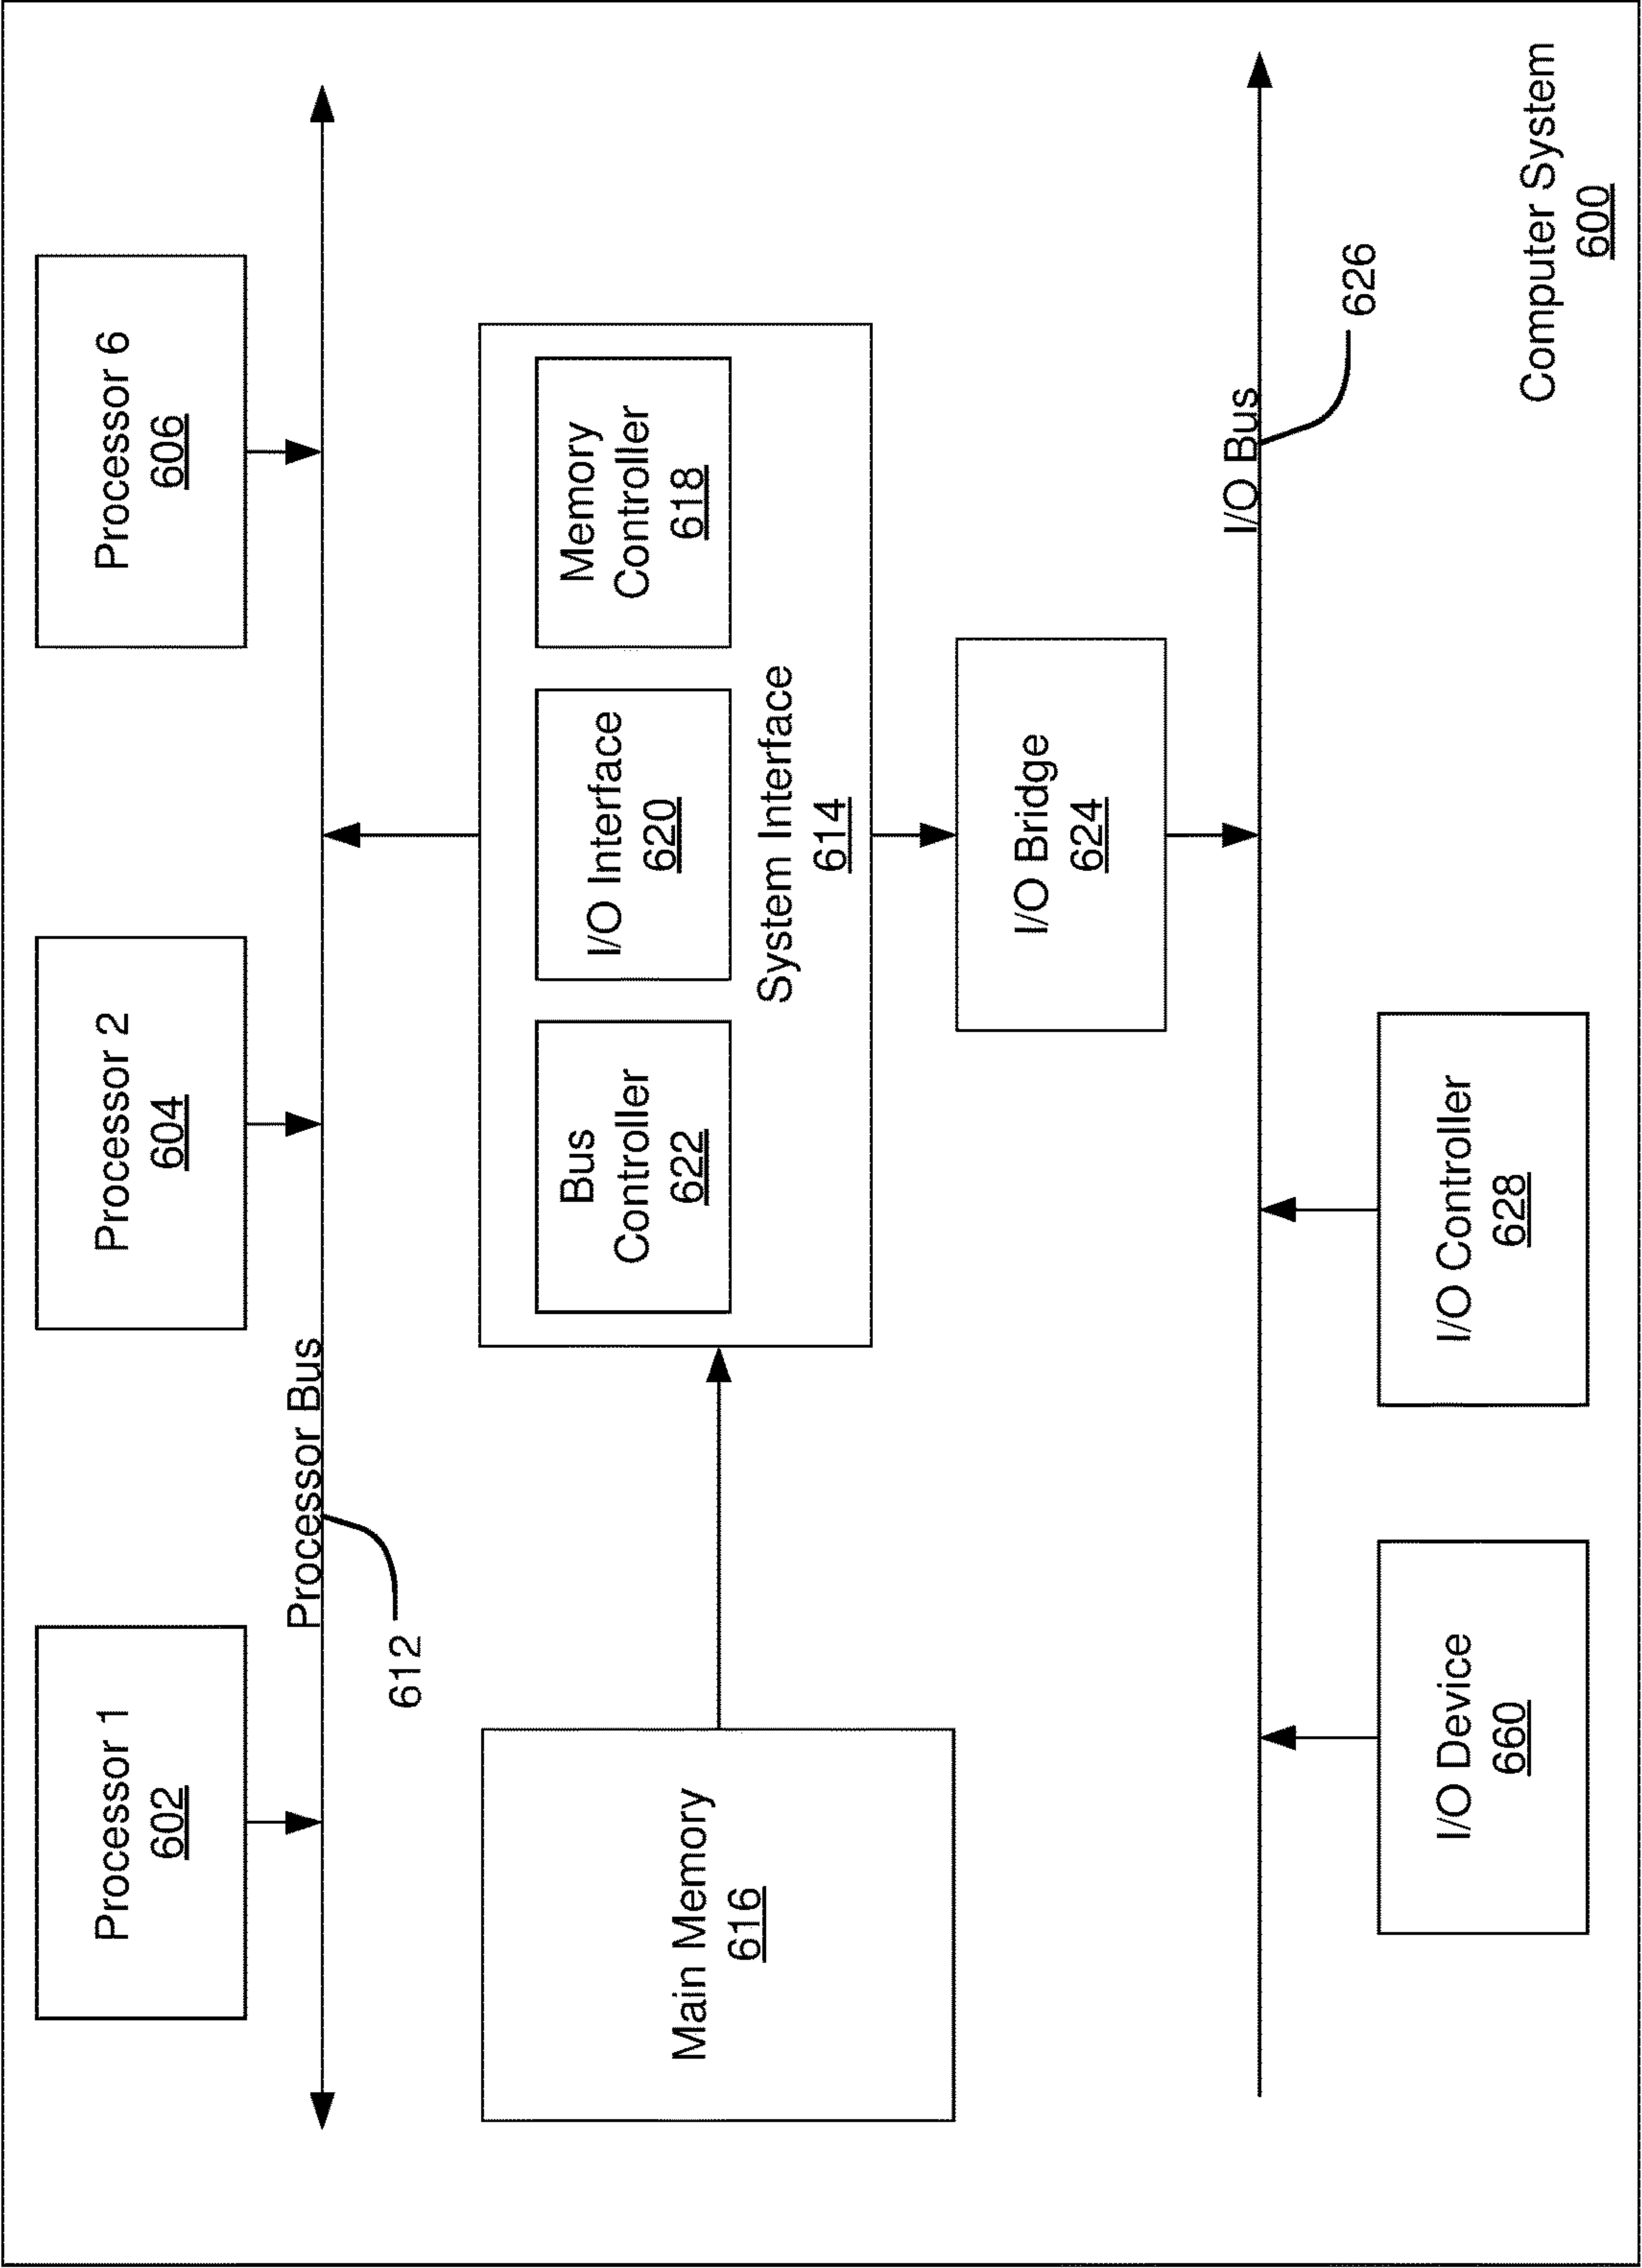 Processor 1
602
Processor 2
604
Processor 6
606
Processor Bus
612
Main Memory
616
Bus
Controller
622
I/O Interface
620
Memory
Controller
618
System Interface
614
I/O Bridge
624
I/O Bus
626
I/O Device
660
I/O Controller
628
Computer System
600